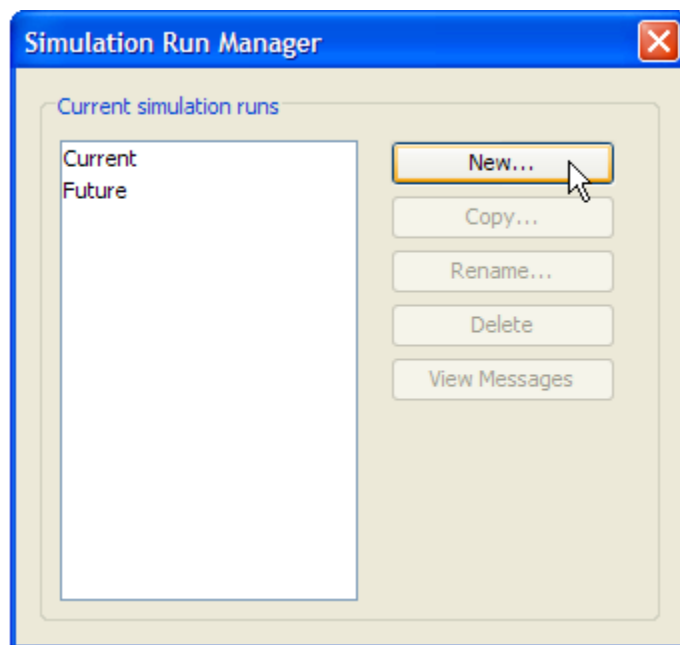 Simulation Run Manager
Current simulation runs
Current
Future
New...
Copy...
Rename...
Delete
View Messages